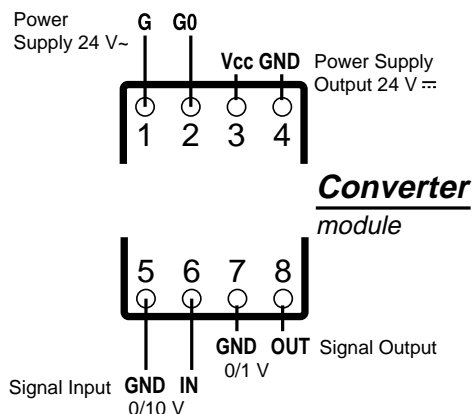 Power G G0
Supply 24 V~
Vcc GND Power Supply
Output 24 V ⎓
1 2 3 4
Converter
module
5 6 7 8
GND OUT Signal Output
0/1 V
Signal Input GND IN
0/10 V